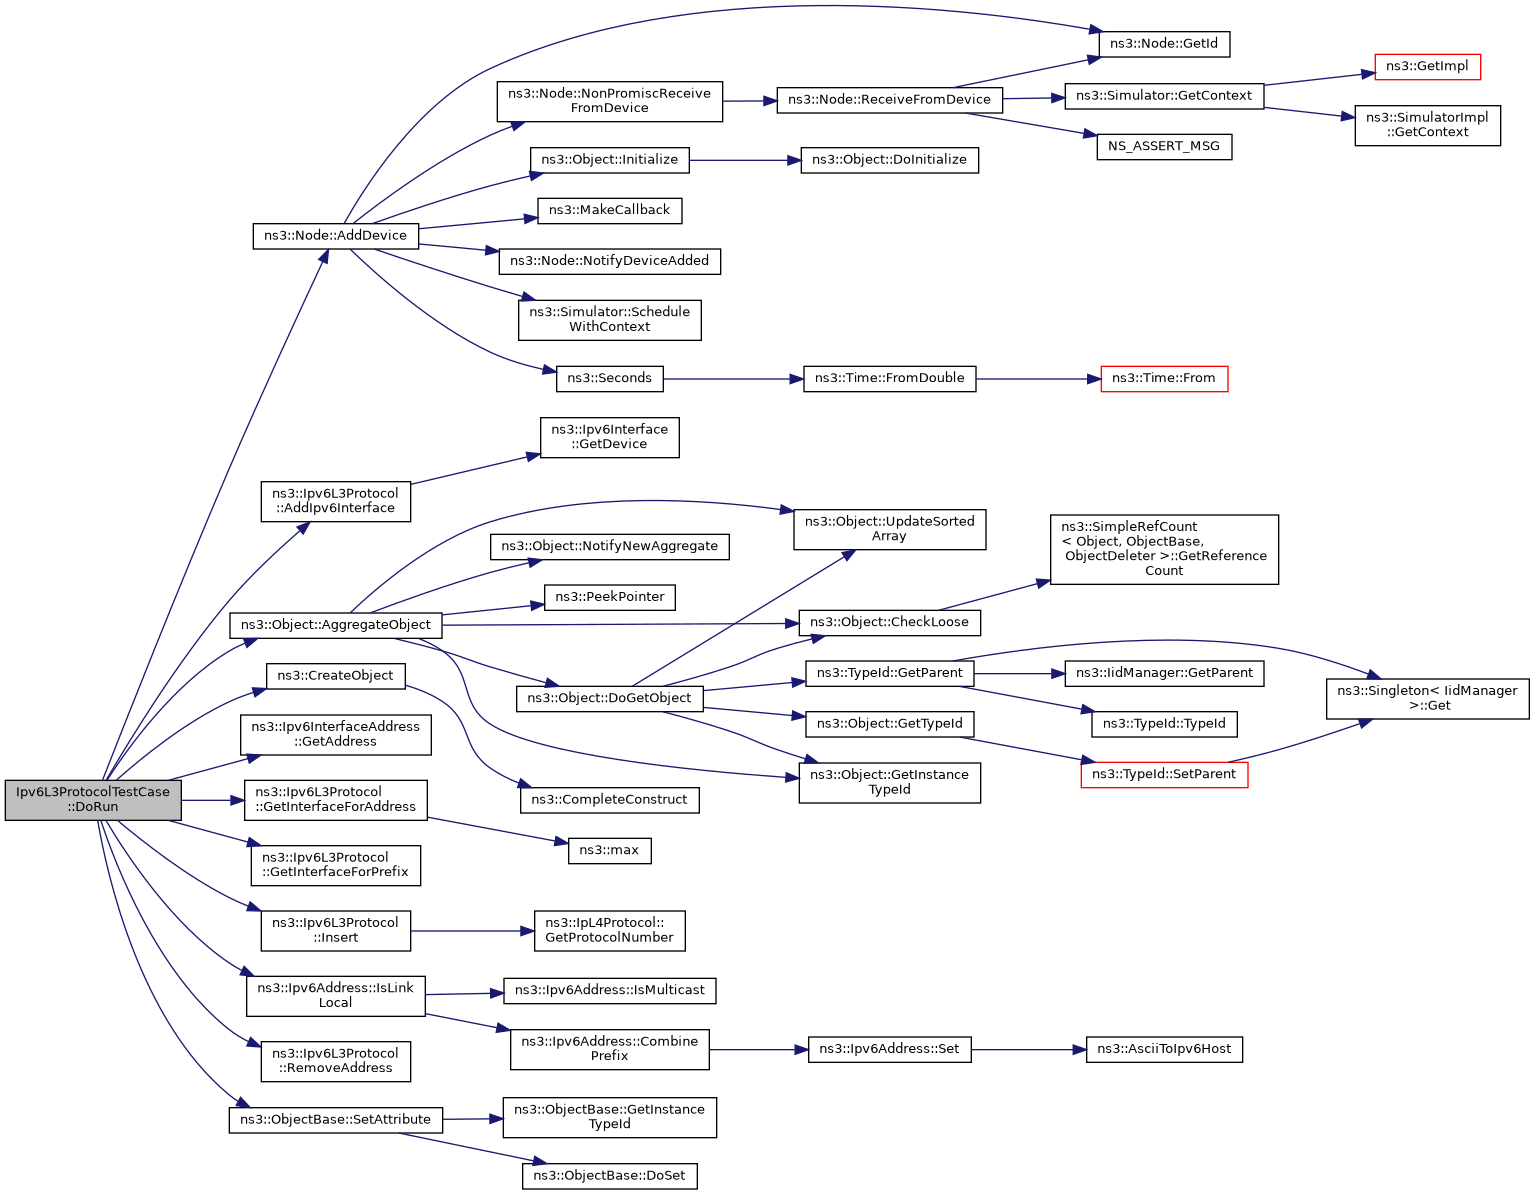 Ipv6L3ProtocolTestCase
::DoRun
ns3::Node::AddDevice
ns3::Node::GetId
ns3::Node::NonPromiscReceive
FromDevice
ns3::Node::ReceiveFromDevice
ns3::Simulator::GetContext
ns3::GetImpl
ns3::SimulatorImpl
::GetContext
NS_ASSERT_MSG
ns3::Object::Initialize
ns3::Object::DoInitialize
ns3::MakeCallback
ns3::Node::NotifyDeviceAdded
ns3::Simulator::Schedule
WithContext
ns3::Seconds
ns3::Time::FromDouble
ns3::Time::From
ns3::Ipv6L3Protocol
::AddIpv6Interface
ns3::Ipv6Interface
::GetDevice
ns3::Object::AggregateObject
ns3::Object::UpdateSorted
Array
ns3::Object::NotifyNewAggregate
ns3::PeekPointer
ns3::Object::CheckLoose
ns3::SimpleRefCount
< Object, ObjectBase,
ObjectDeleter >::GetReference
Count
ns3::Object::DoGetObject
ns3::TypeId::GetParent
ns3::IidManager::GetParent
ns3::Singleton< IidManager
>::Get
ns3::TypeId::TypeId
ns3::Object::GetTypeId
ns3::TypeId::SetParent
ns3::Object::GetInstance
TypeId
ns3::CreateObject
ns3::CompleteConstruct
ns3::Ipv6InterfaceAddress
::GetAddress
ns3::Ipv6L3Protocol
::GetInterfaceForAddress
ns3::max
ns3::Ipv6L3Protocol
::GetInterfaceForPrefix
ns3::Ipv6L3Protocol
::Insert
ns3::IpL4Protocol::
GetProtocolNumber
ns3::Ipv6Address::IsLink
Local
ns3::Ipv6Address::IsMulticast
ns3::Ipv6Address::Combine
Prefix
ns3::Ipv6Address::Set
ns3::AsciiToIpv6Host
ns3::Ipv6L3Protocol
::RemoveAddress
ns3::ObjectBase::SetAttribute
ns3::ObjectBase::GetInstance
TypeId
ns3::ObjectBase::DoSet